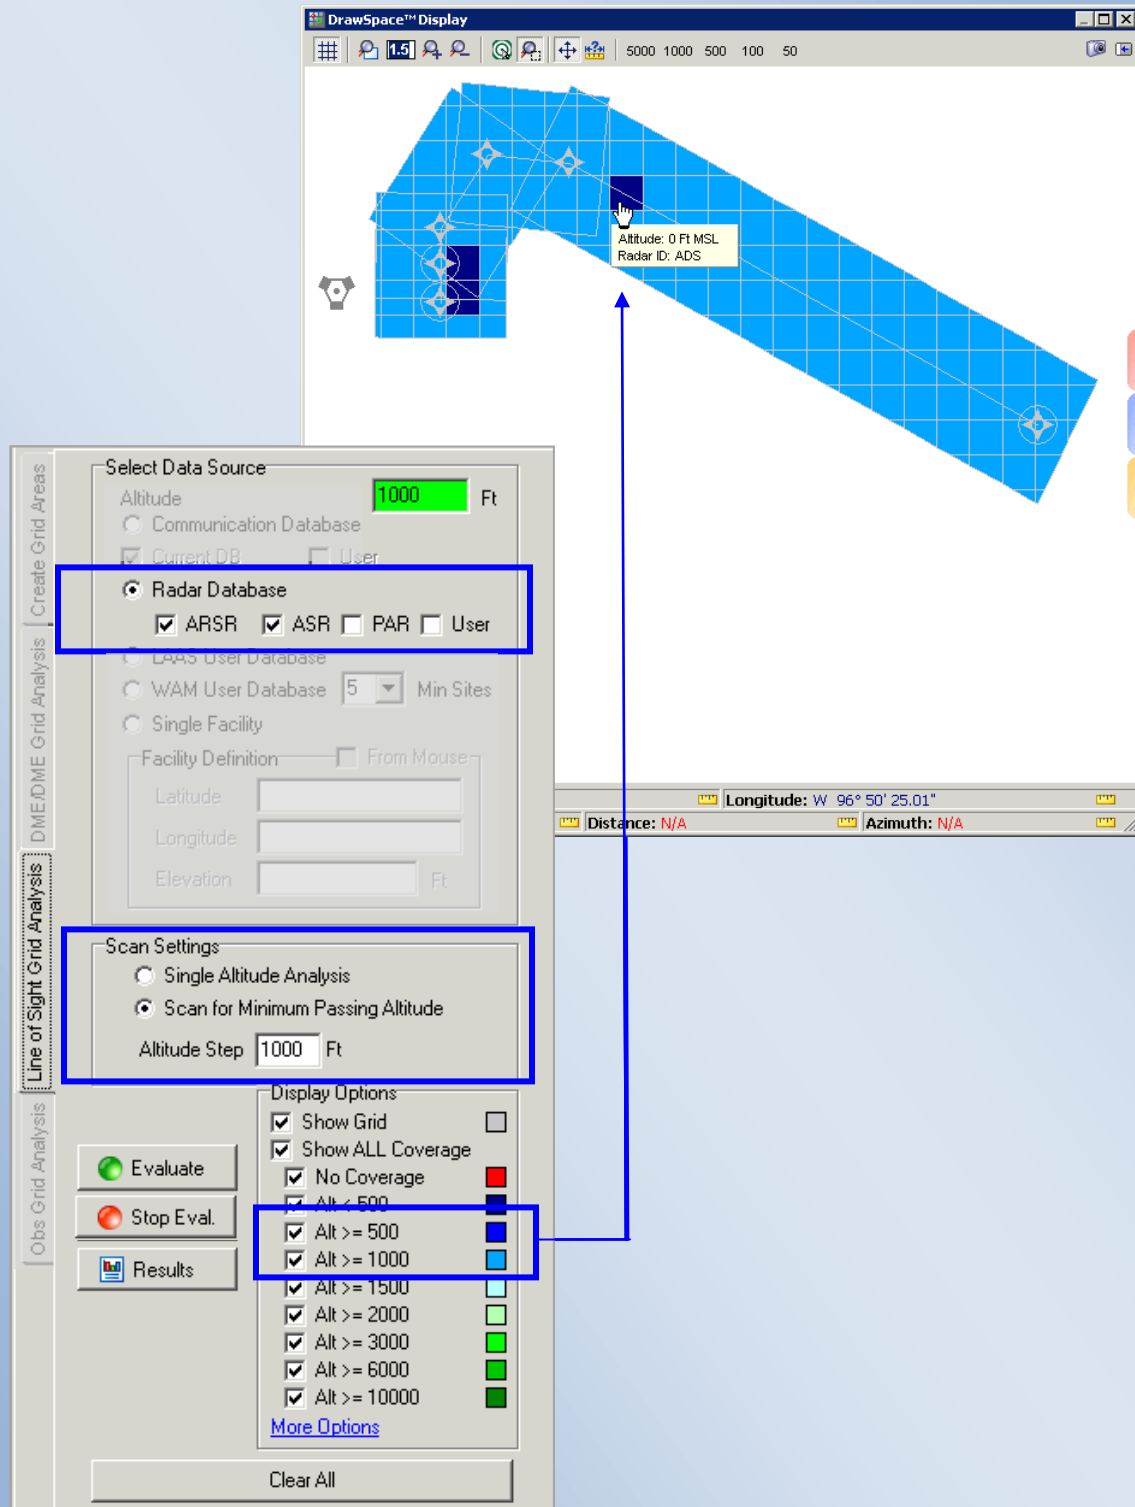 DrawSpace™ Display
1.5 5000 1000 500 100 50
Altitude: 0 Ft MSL
Radar ID: ADS
Longitude: W 96° 50' 25.01"
Distance: N/A Azimuth: N/A
Create Grid Areas
DME/DME Grid Analysis
Line of Sight Grid Analysis
Obs Grid Analysis
Select Data Source
Altitude 1000 Ft
Communication Database
Current DB User
Radar Database
ARSR ASR PAR User
LAAS User Database
WAM User Database 5 Min Sites
Single Facility
Facility Definition From Mouse
Latitude
Longitude
Elevation Ft
Scan Settings
Single Altitude Analysis
Scan for Minimum Passing Altitude
Altitude Step 1000 Ft
Display Options
Show Grid
Show ALL Coverage
No Coverage
Alt < 500
Alt >= 500
Alt >= 1000
Alt >= 1500
Alt >= 2000
Alt >= 3000
Alt >= 6000
Alt >= 10000
More Options
Evaluate
Stop Eval.
Results
Clear All